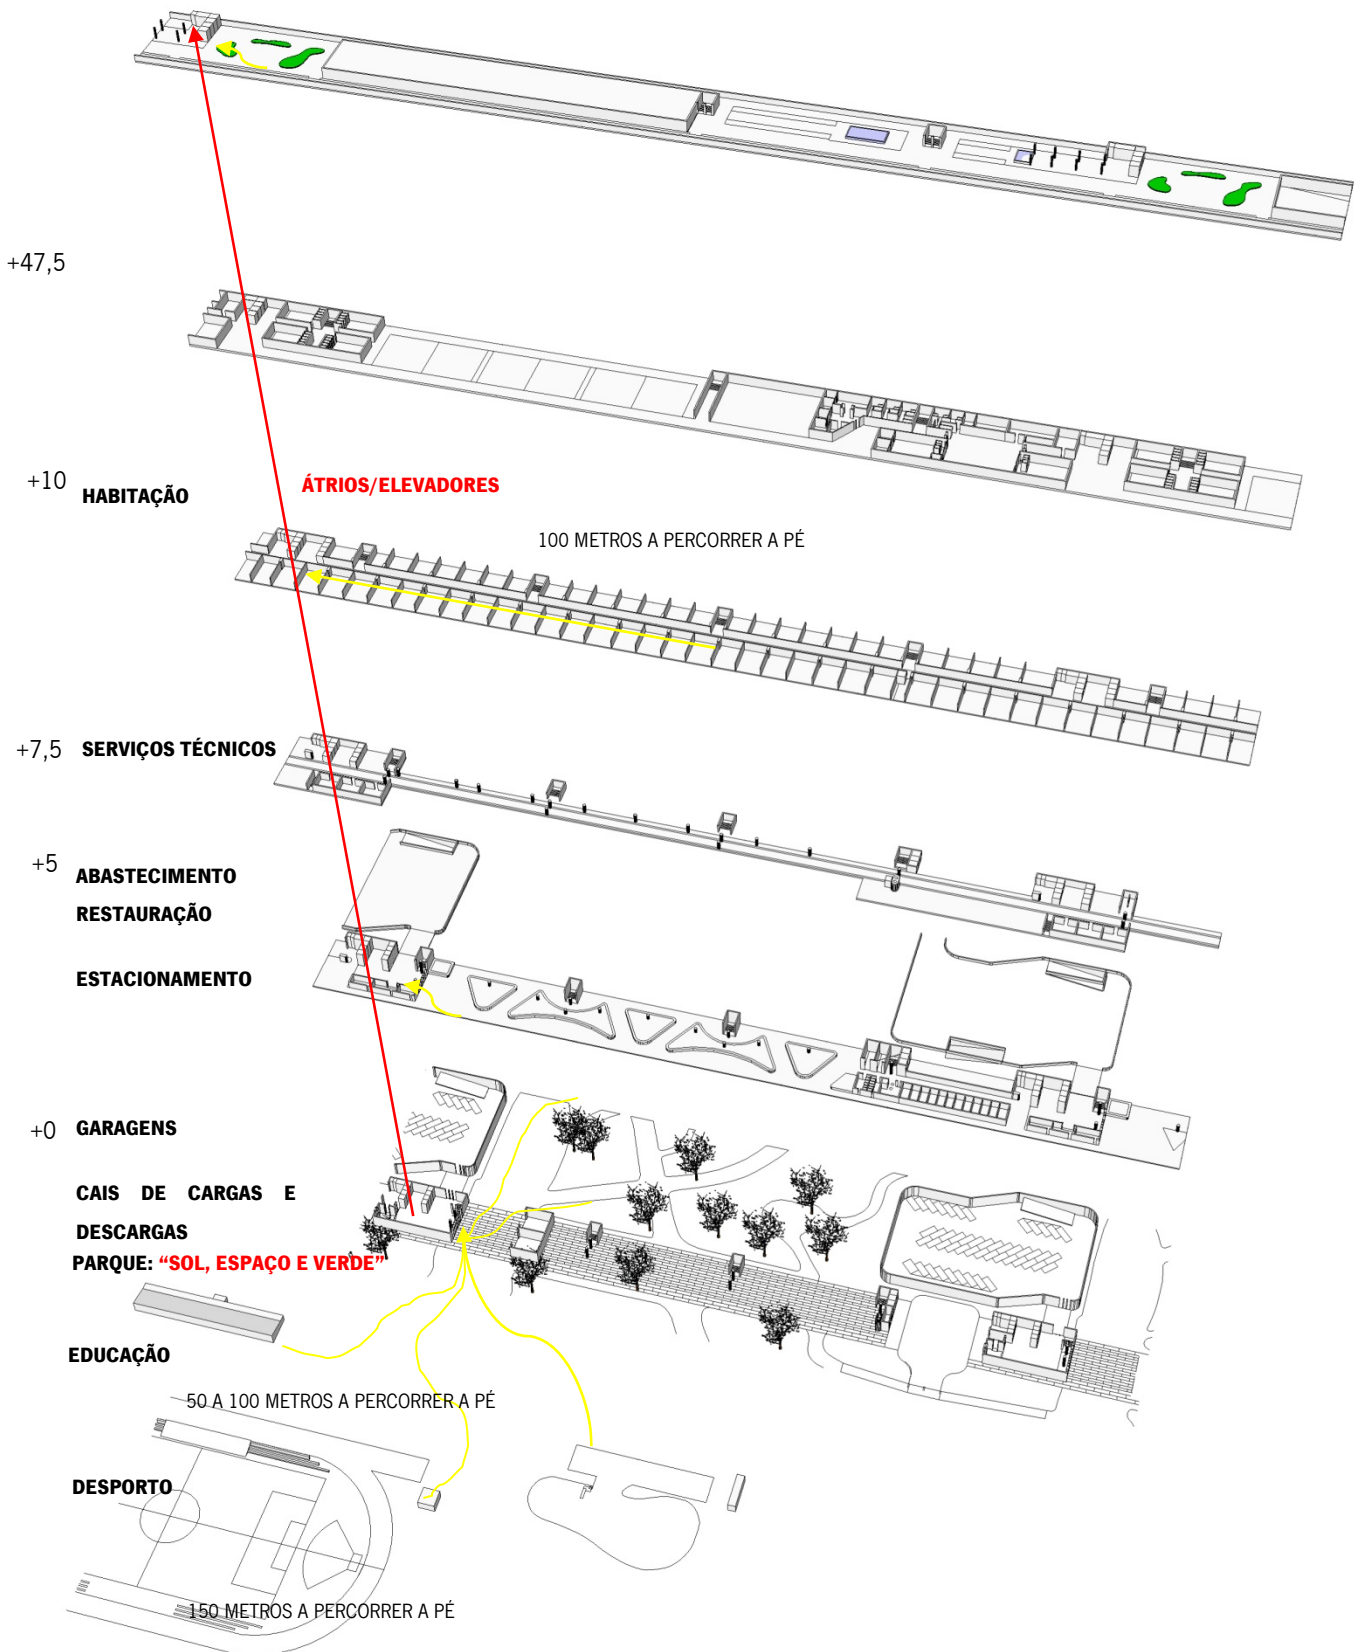 +47,5
+10
HABITAÇÃO
ÁTRIOS/ELEVADORES
100 METROS A PERCORRER A PÉ
+7,5
SERVIÇOS TÉCNICOS
+5
ABASTECIMENTO
RESTAURAÇÃO
ESTACIONAMENTO
+0
GARAGENS
CAIS DE CARGAS E
DESCARGAS
PARQUE: “SOL, ESPAÇO E VERDE”
EDUCAÇÃO
50 A 100 METROS A PERCORRER A PÉ
DESPORTO
150 METROS A PERCORRER A PÉ